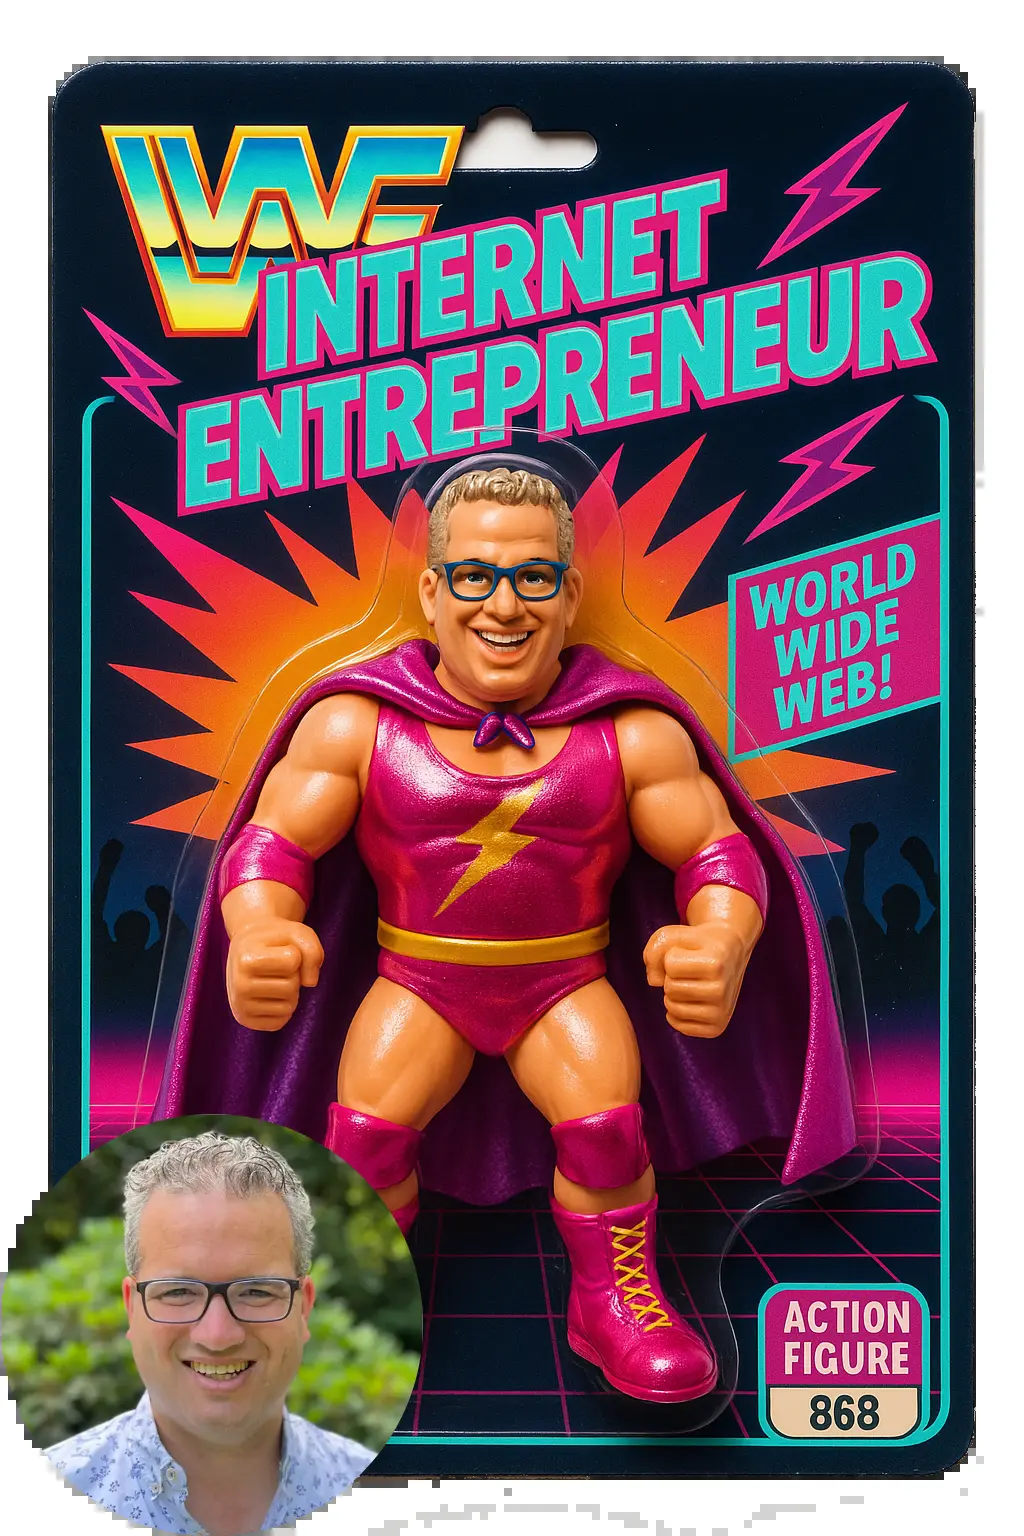 WF
INTERNET
ENTREPRENEUR
WORLD
WIDE
WEB!
ACTION
FIGURE
868